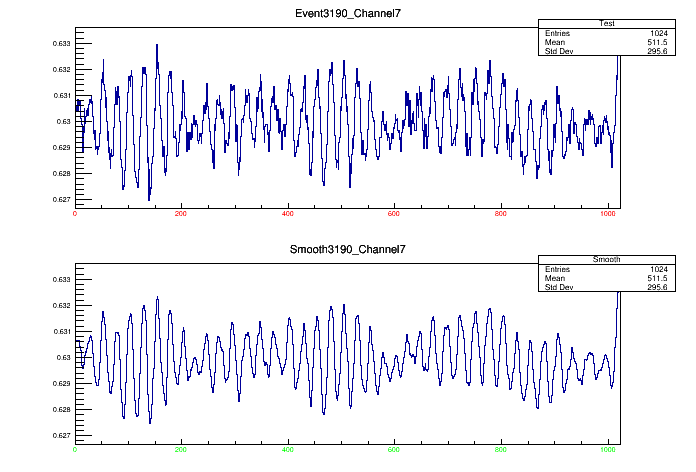 Event3190_Channel7
Test
Entries 1024
Mean 511.5
Std Dev 295.6
0.633
0.632
0.631
0.63
0.629
0.628
0.627
0 200 400 600 800 1000
Smooth3190_Channel7
Smooth
Entries 1024
Mean 511.5
Std Dev 295.6
0.633
0.632
0.631
0.63
0.629
0.628
0.627
0 200 400 600 800 1000